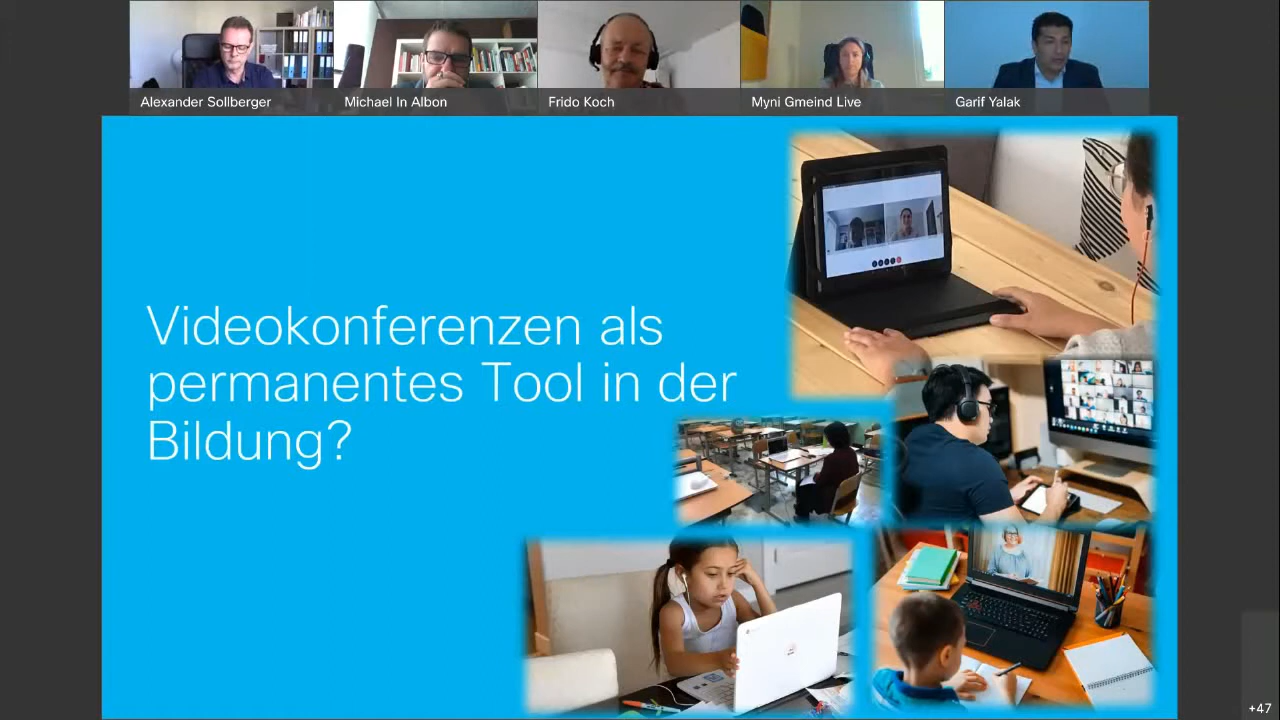 Alexander Sollberger
Michael In Albon
Frido Koch
Myni Gmeind Live
Garif Yalak
Videokonferenzen als
permanentes Tool in der
Bildung?
+47